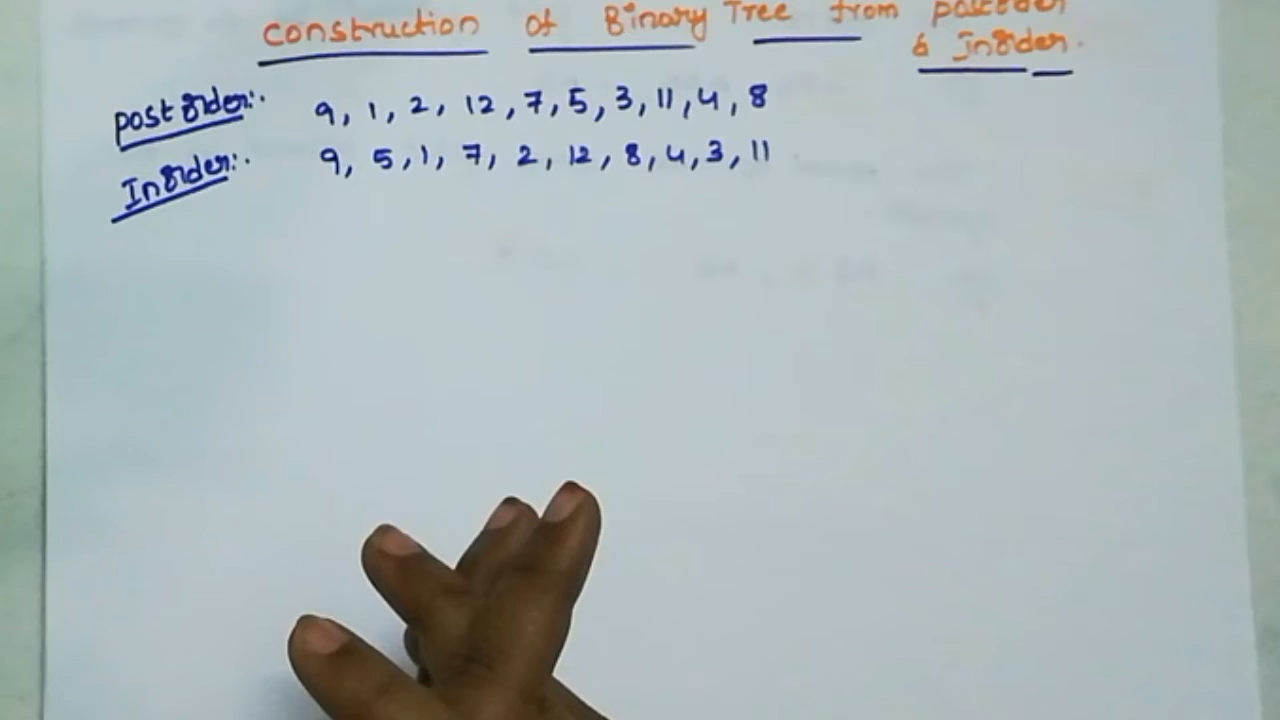 Construction of Binary Tree from postoder
& Inorder.
postorder:- 9, 1, 2, 12, 7, 5, 3, 11, 4, 8
Inorder:- 9, 5, 1, 7, 2, 12, 8, 4, 3, 11